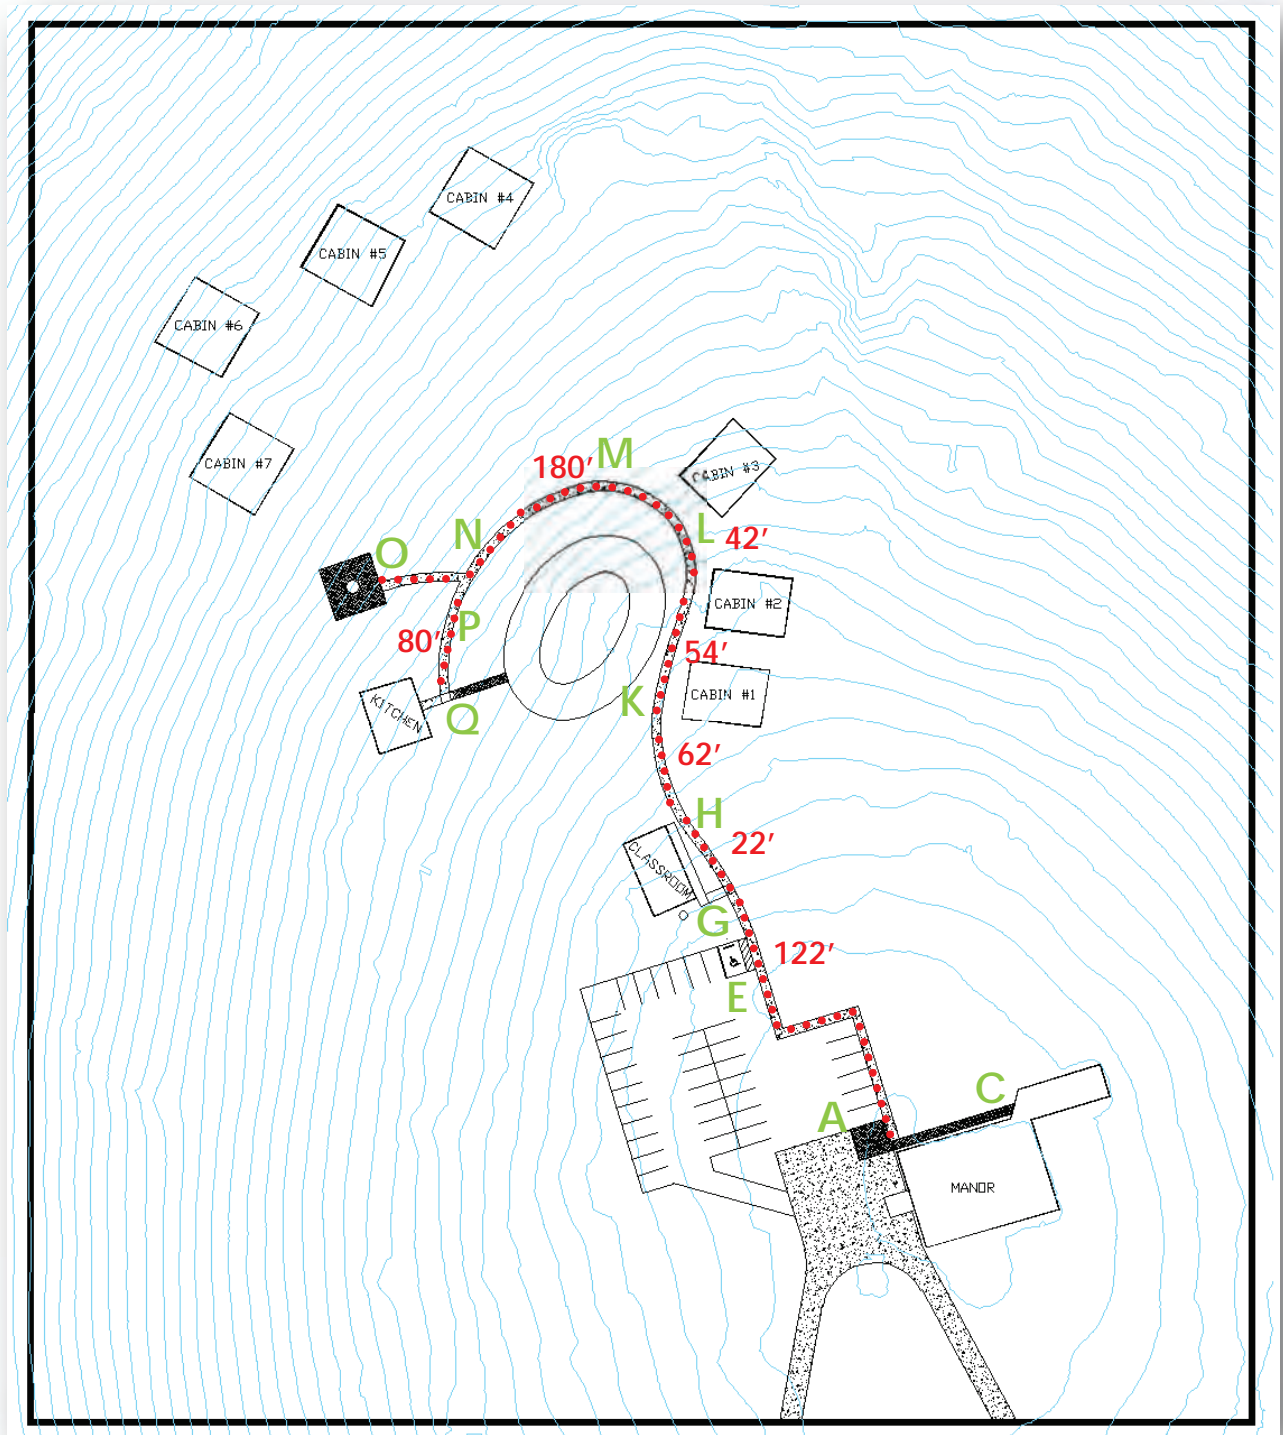 CABIN #4
CABIN #5
CABIN #6
CABIN #7
M
180’
CABIN #3
N
L
42’
O
CABIN #2
P
80’
54’
K
CABIN #1
KITCHEN
Q
62’
H
22’
CLASSROOM
G
122’
E
C
A
MANOR